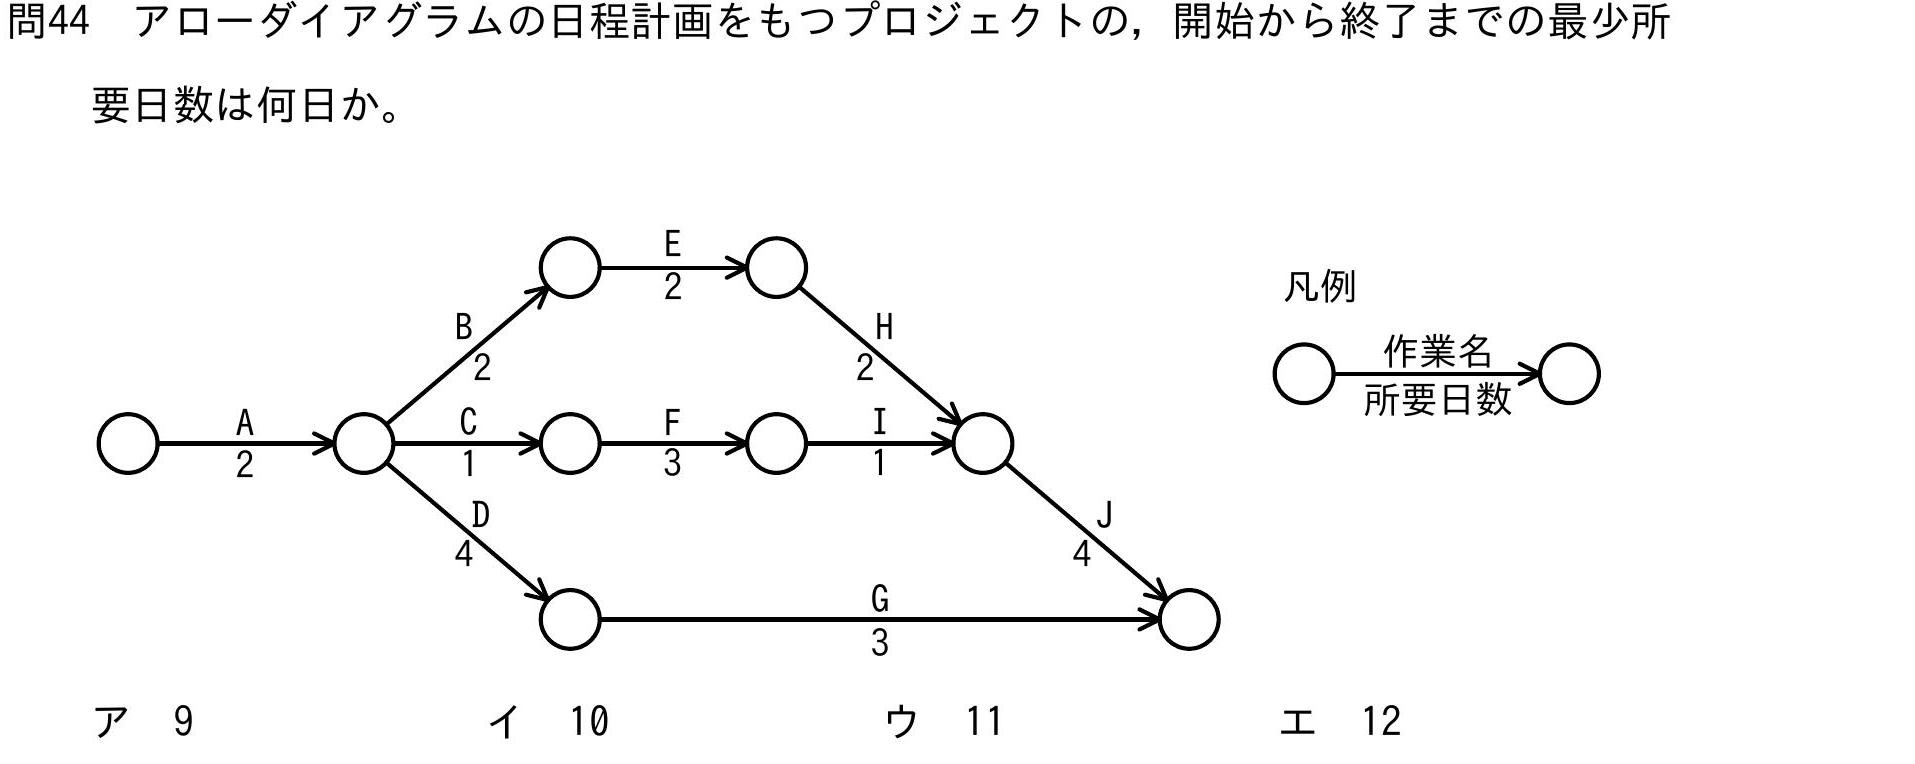 問44　アローダイアグラムの日程計画をもつプロジェクトの，開始から終了までの最少所
要日数は何日か。
E
2
B
2
H
2
凡例
作業名
所要日数
A
2
C
1
F
3
I
1
D
4
J
4
G
3
ア　9　イ　10　ウ　11　エ　12